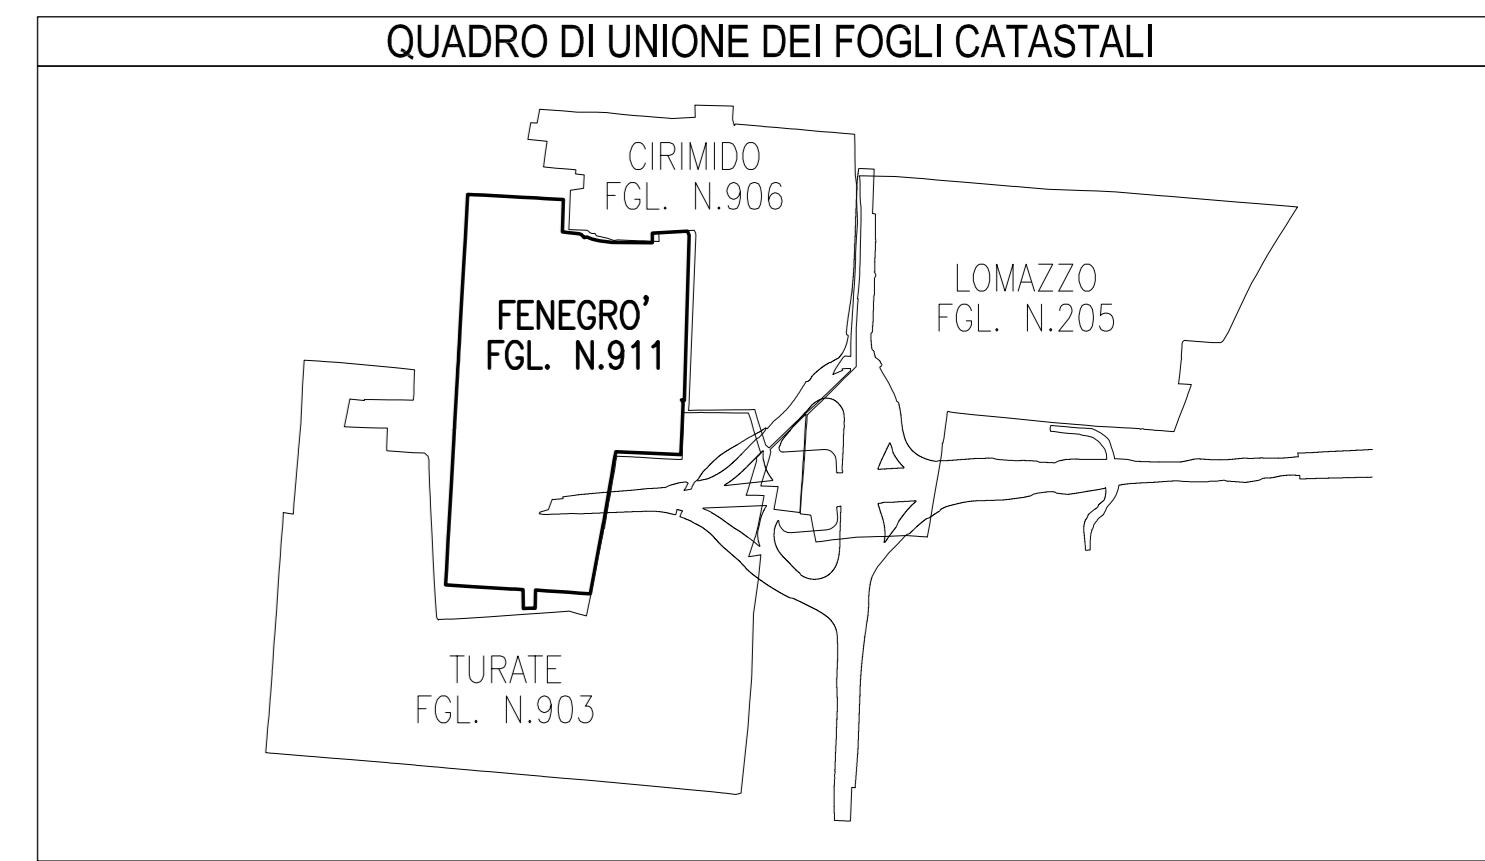 QUADRO DI UNIONE DEI FOGLI CATASTALI
CIRIMIDO
FGL. N.906
LOMAZZO
FGL. N.205
FENEGRO'
FGL. N.911
TURATE
FGL. N.903